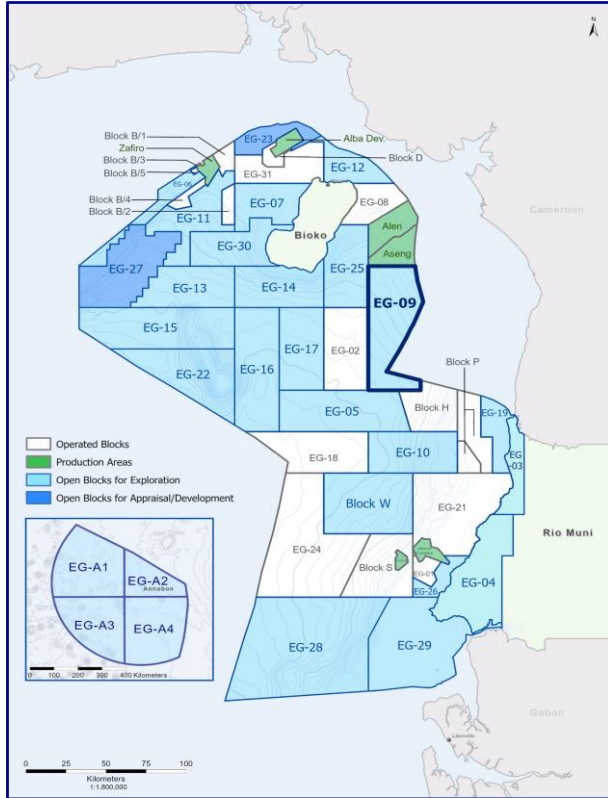 N
Block B/1
Zafiro
Block B/3
Block B/5
EG-06
Block B/4
Block B/2
EG-23
Alba Dev.
Block D
EG-31
EG-12
EG-11
EG-07
EG-08
Bioko
Cameroon
Alen
Aseng
EG-30
EG-25
EG-27
EG-13
EG-14
EG-09
EG-15
EG-17
EG-02
EG-16
EG-22
Block P
EG-05
Block H
EG-19
EG
-03
EG-18
EG-10
Block W
EG-21
Rio Muni
EG-24
Block S
EG-01
EG-26
EG-04
EG-28
EG-29
Operated Blocks
Production Areas
Open Blocks for Exploration
Open Blocks for Appraisal/Development
EG-A1
EG-A2
Annobon
EG-A3
EG-A4
0 100 200 300 400 Kilometers
Gabon
Libreville
0 25 50 75 100
Kilometers
1:1,800,000